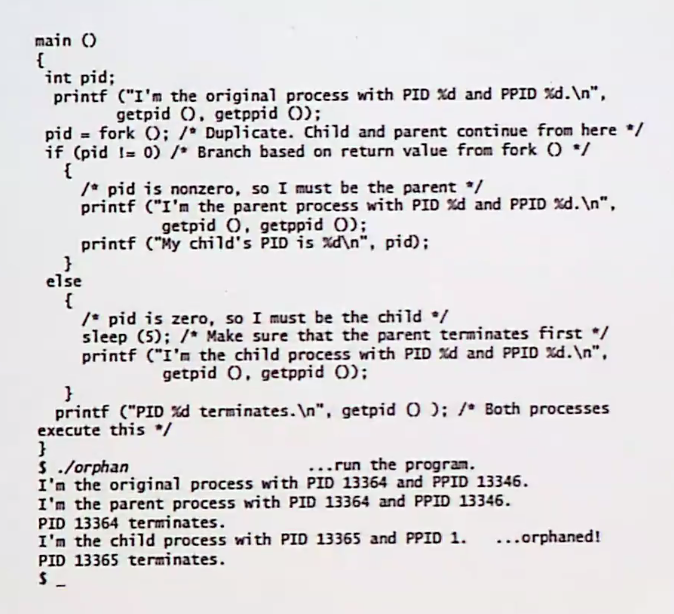 main ()
{
int pid;
printf ("I'm the original process with PID %d and PPID %d.\n",
getpid (), getppid ());
pid = fork (); /* Duplicate. Child and parent continue from here */
if (pid != 0) /* Branch based on return value from fork () */
{
/* pid is nonzero, so I must be the parent */
printf ("I'm the parent process with PID %d and PPID %d.\n",
getpid (), getppid ());
printf ("My child's PID is %d\n", pid);
}
else
{
/* pid is zero, so I must be the child */
sleep (5); /* Make sure that the parent terminates first */
printf ("I'm the child process with PID %d and PPID %d.\n",
getpid (), getppid ());
}
printf ("PID %d terminates.\n", getpid () ); /* Both processes
execute this */
}
$ ./orphan ...run the program.
I'm the original process with PID 13364 and PPID 13346.
I'm the parent process with PID 13364 and PPID 13346.
PID 13364 terminates.
I'm the child process with PID 13365 and PPID 1. ...orphaned!
PID 13365 terminates.
$ _